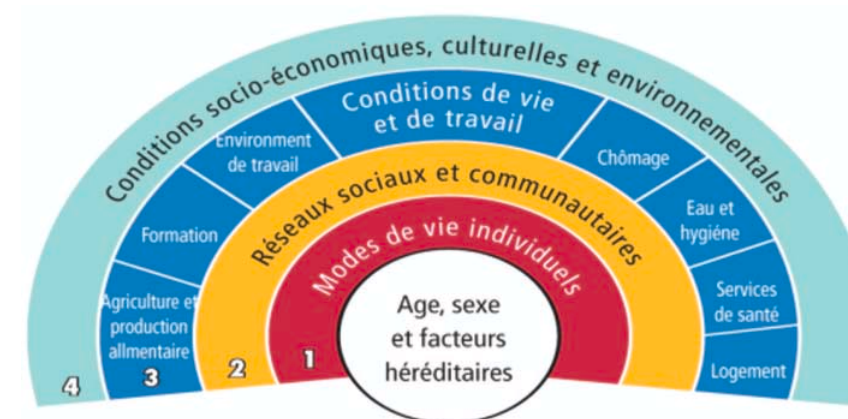 Conditions socio-économiques, culturelles et environnementales
Conditions de vie
et de travail
Environment
de travail
Chômage
Formation
Eau et
hygiéne
Agriculture et
production
allmentaire
Services
de santé
Logement
Réseaux sociaux et communautaires
Modes de vie individuels
Age, sexe
et facteurs
héréditaires
4
3
2
1